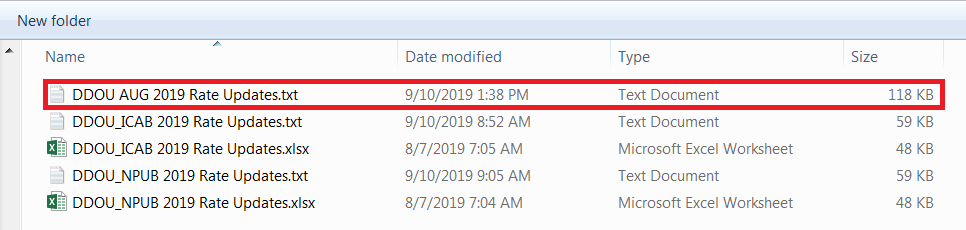 New folder
Name Date modified Type Size
DDOU AUG 2019 Rate Updates.txt 9/10/2019 1:38 PM Text Document 118 KB
DDOU_ICAB 2019 Rate Updates.txt 9/10/2019 8:52 AM Text Document 59 KB
DDOU_ICAB 2019 Rate Updates.xlsx 8/7/2019 7:05 AM Microsoft Excel Worksheet 48 KB
DDOU_NPUB 2019 Rate Updates.txt 9/10/2019 9:05 AM Text Document 59 KB
DDOU_NPUB 2019 Rate Updates.xlsx 8/7/2019 7:04 AM Microsoft Excel Worksheet 48 KB